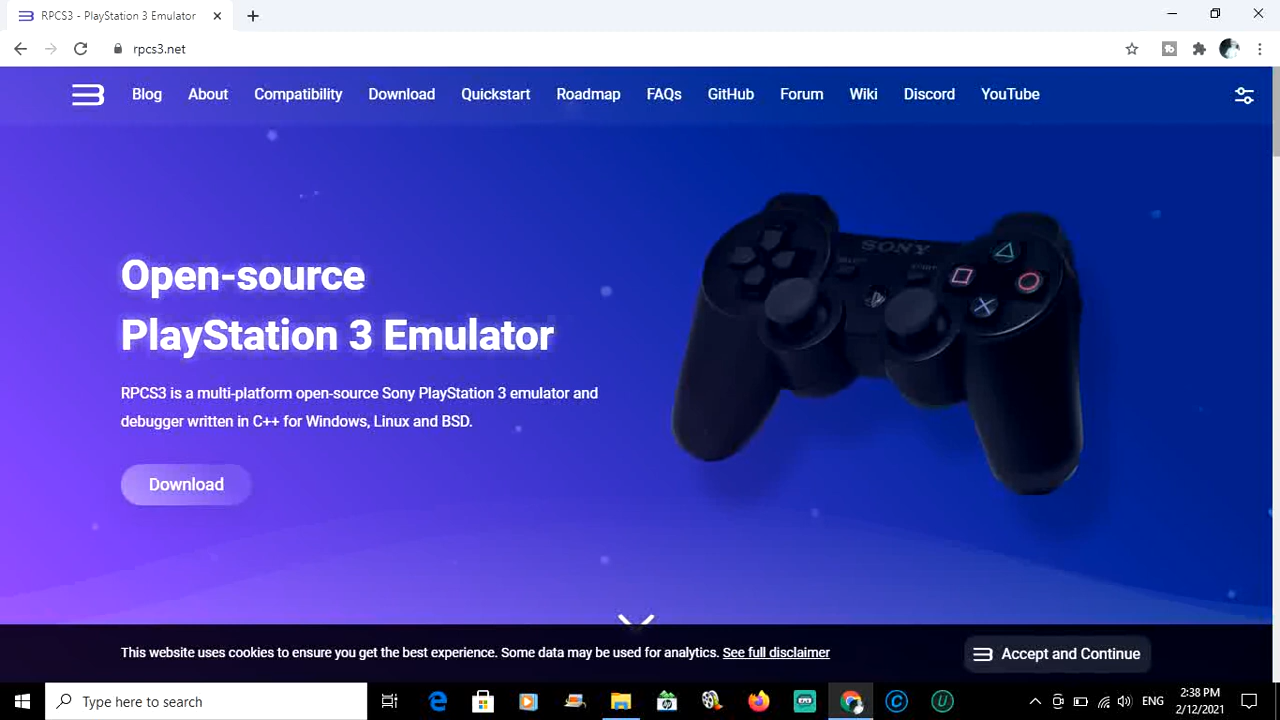 RPCS3 - PlayStation 3 Emulator
rpcs3.net
Blog About Compatibility Download Quickstart Roadmap FAQs GitHub Forum Wiki Discord YouTube
SONY
Open-source
PlayStation 3 Emulator
RPCS3 is a multi-platform open-source Sony PlayStation 3 emulator and
debugger written in C++ for Windows, Linux and BSD.
Download
This website uses cookies to ensure you get the best experience. Some data may be used for analytics. See full disclaimer
Accept and Continue
Type here to search
ENG
2:38 PM
2/12/2021